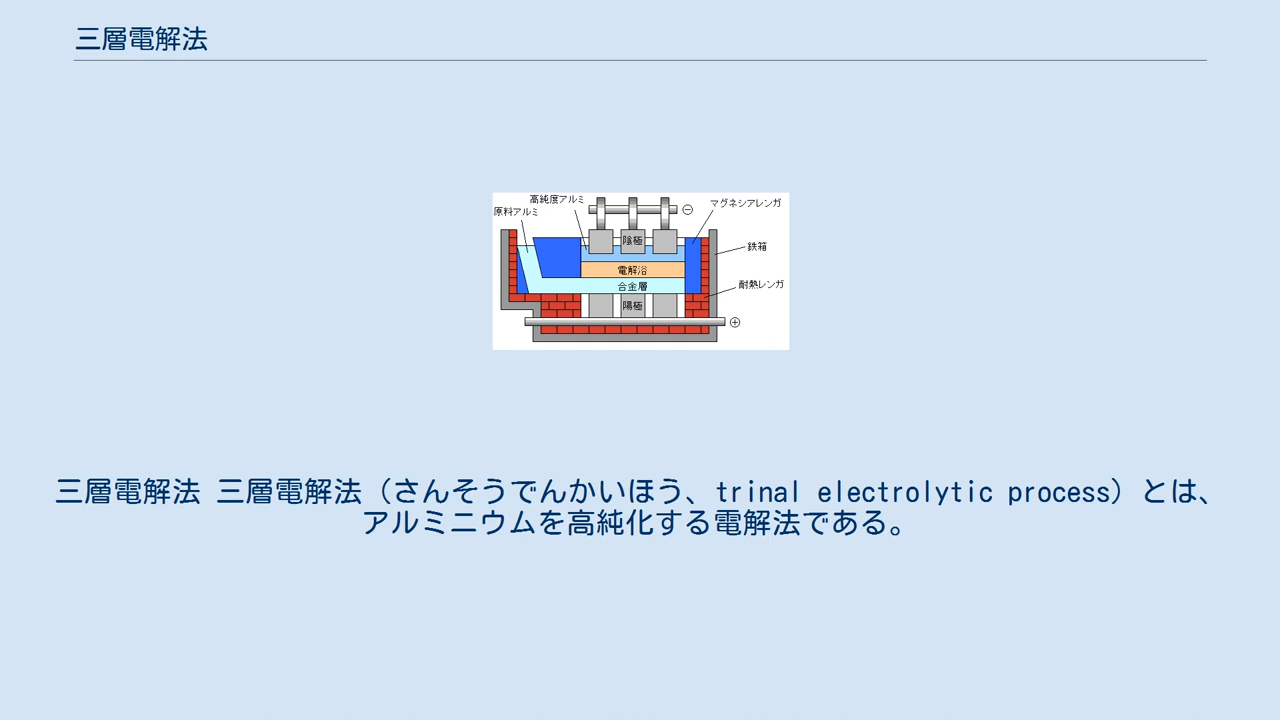 三層電解法
高純度アルミ
原料アルミ
マグネシアレンガ
陰極
鉄箱
電解浴
合金層
耐熱レンガ
陽極
三層電解法 三層電解法（さんそうでんかいほう、trinal electrolytic process）とは、
アルミニウムを高純化する電解法である。